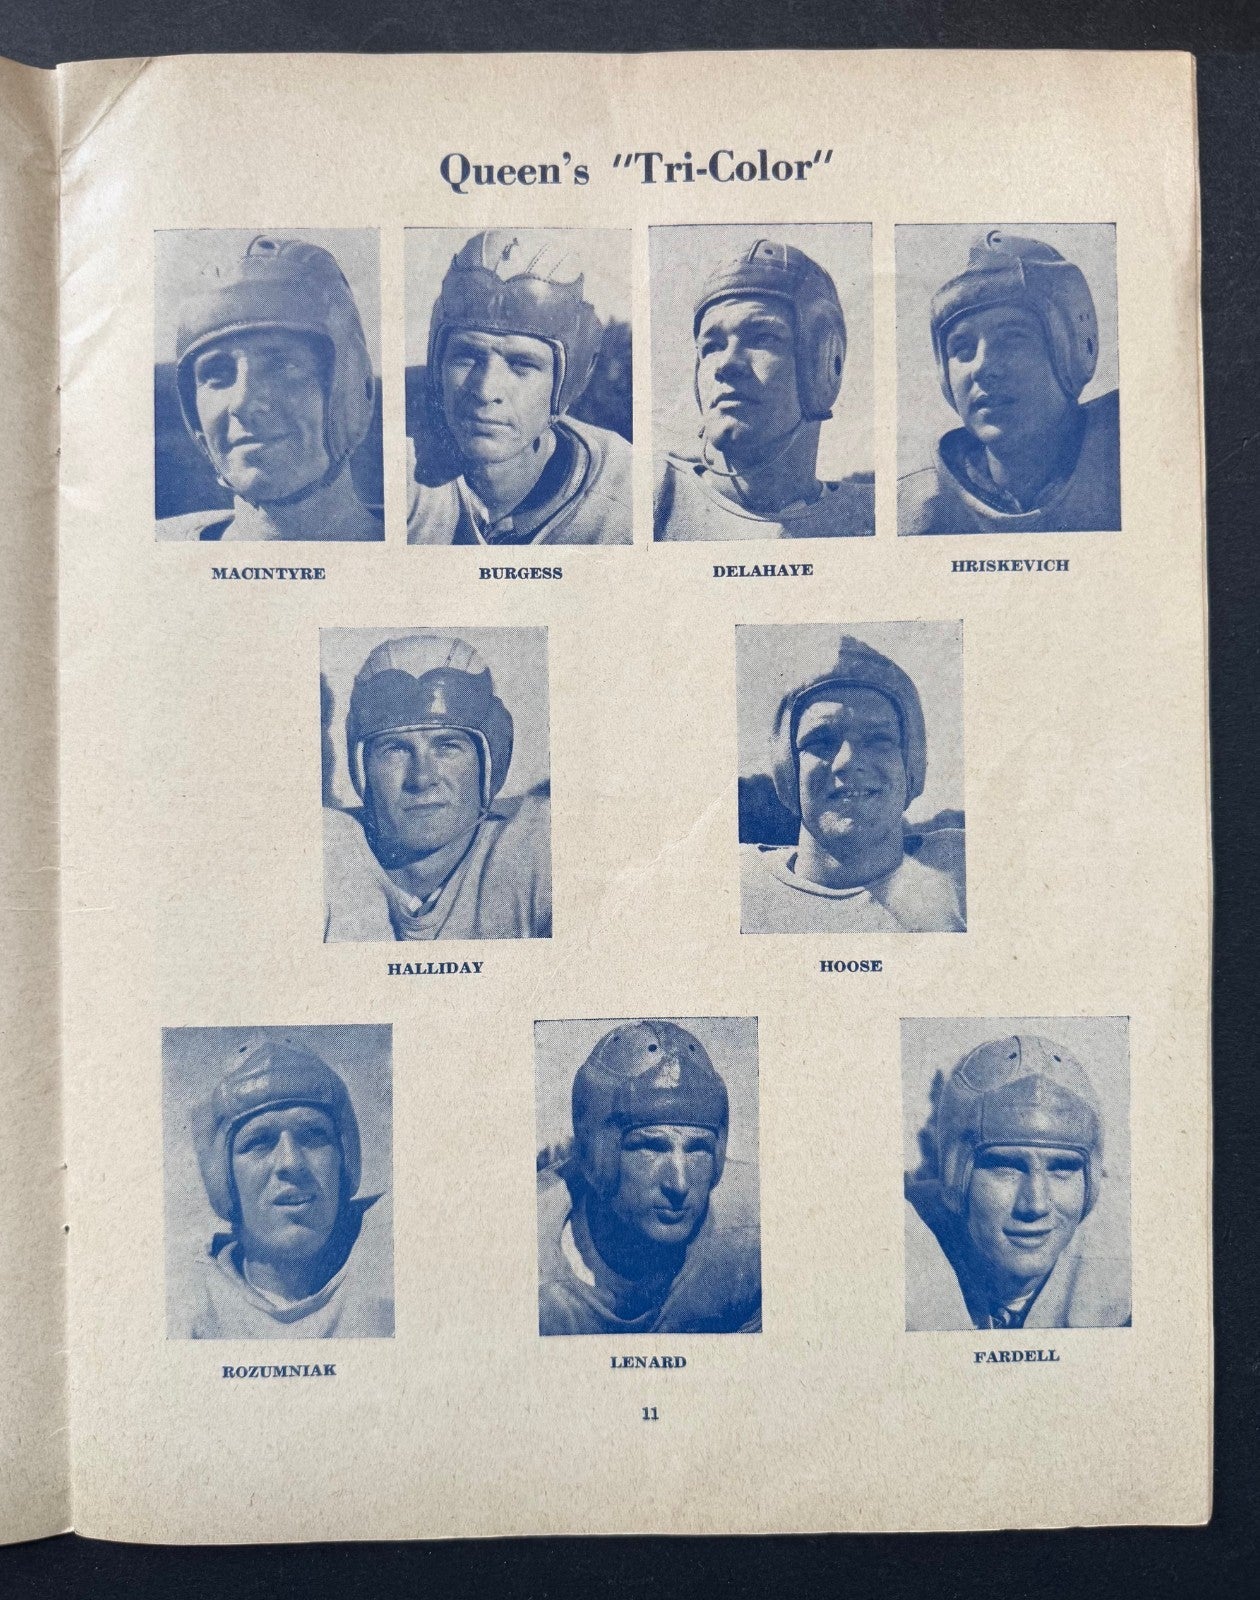 Queen's "Tri-Color"
MACINTYRE
BURGESS
DELAHAYE
HRISKEVICH
HALLIDAY
HOOSE
ROZUMNIAK
LENARD
FARDELL
11